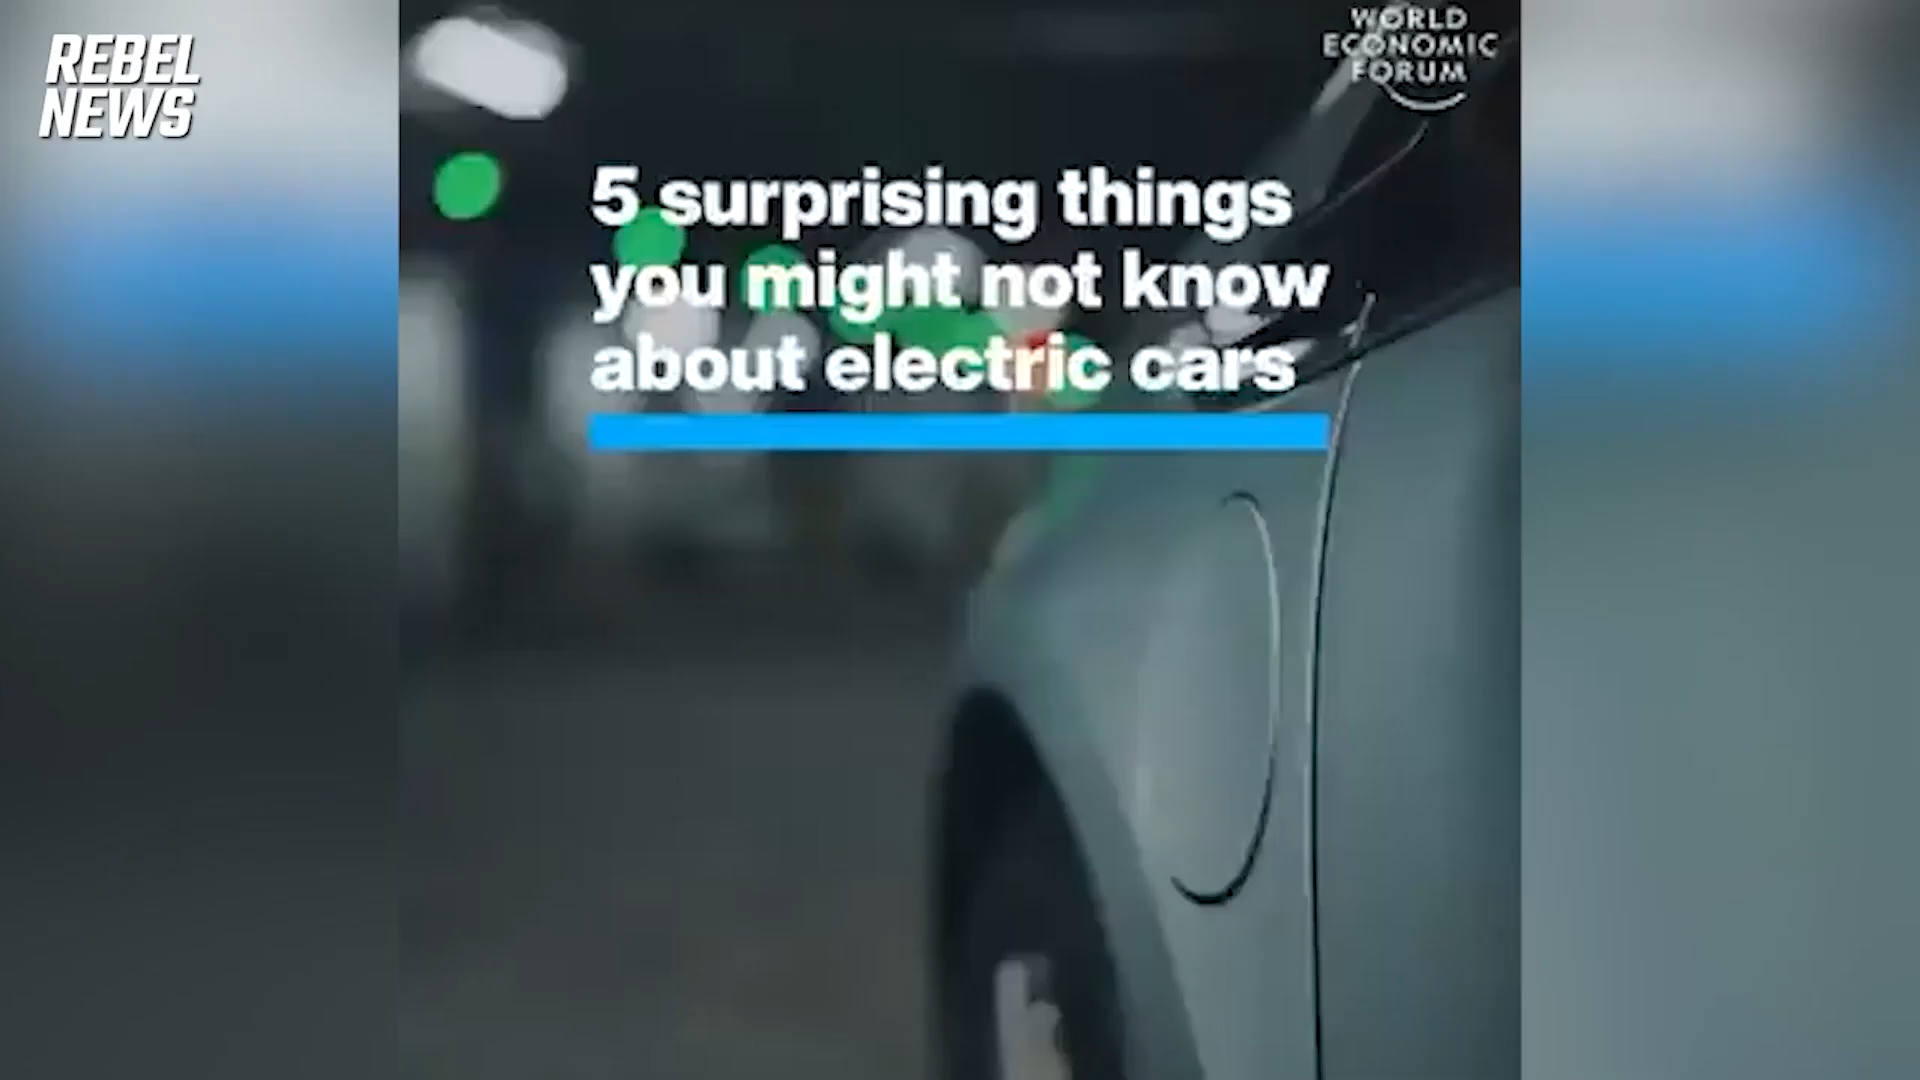 REBEL
NEWS
WORLD
ECONOMIC
FORUM
5 surprising things
you might not know
about electric cars